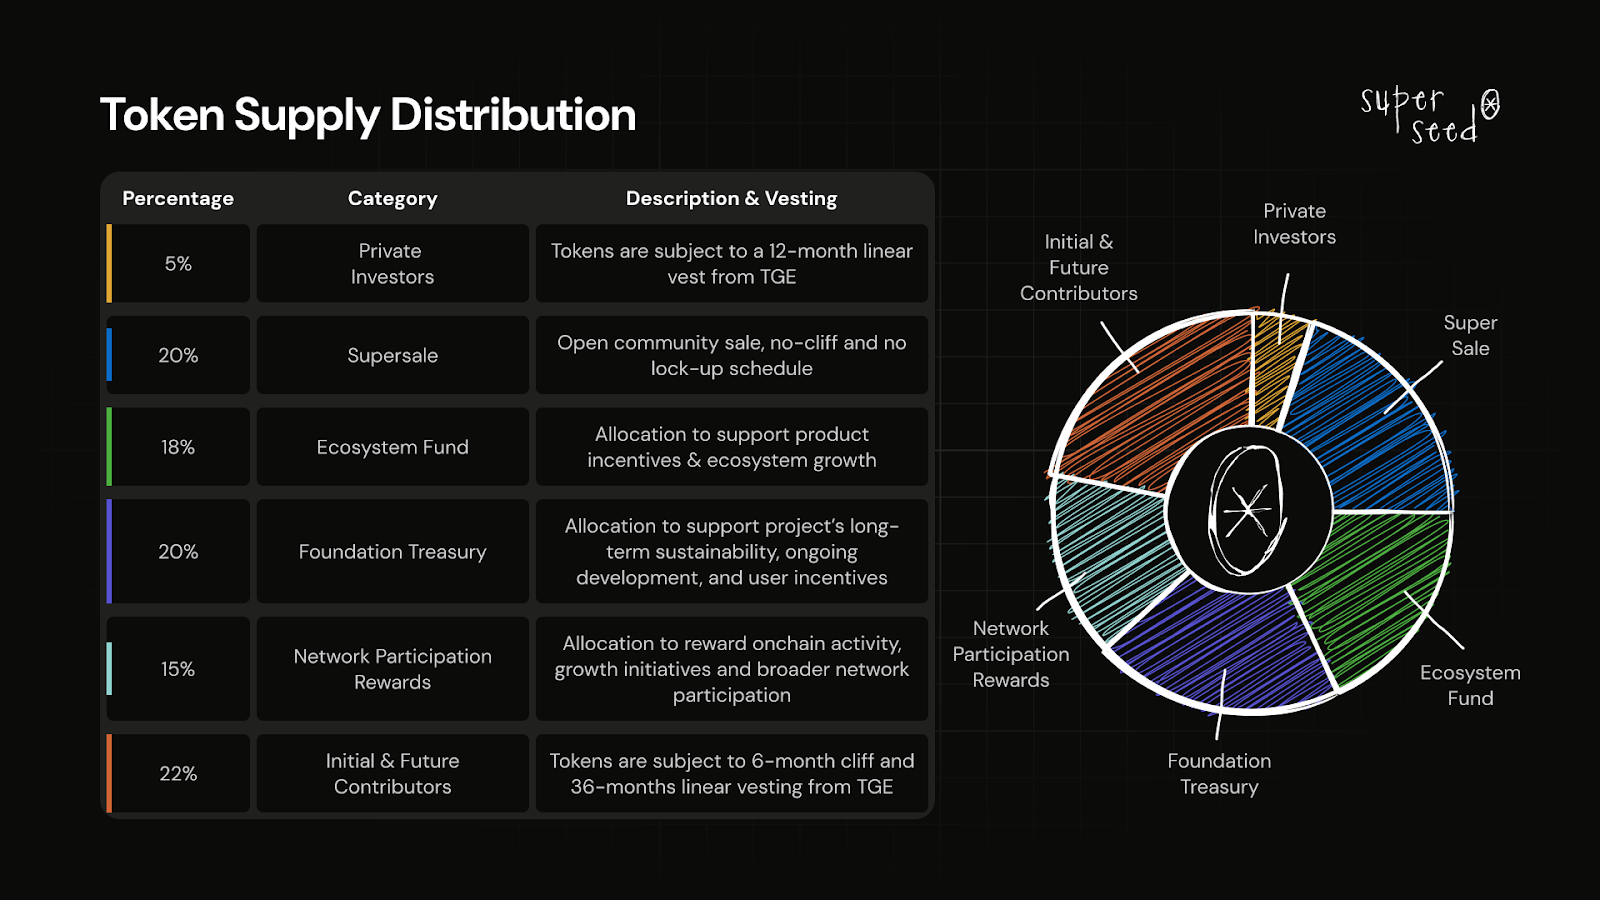 Token Supply Distribution
super
seed
Percentage
Category
Description & Vesting
5%
Private
Investors
Tokens are subject to a 12-month linear
vest from TGE
20%
Supersale
Open community sale, no-cliff and no
lock-up schedule
18%
Ecosystem Fund
Allocation to support product
incentives & ecosystem growth
20%
Foundation Treasury
Allocation to support project's long-
term sustainability, ongoing
development, and user incentives
15%
Network Participation
Rewards
Allocation to reward onchain activity,
growth initiatives and broader network
participation
22%
Initial & Future
Contributors
Tokens are subject to 6-month cliff and
36-months linear vesting from TGE
Private
Investors
Initial &
Future
Contributors
Super
Sale
Network
Participation
Rewards
Ecosystem
Fund
Foundation
Treasury